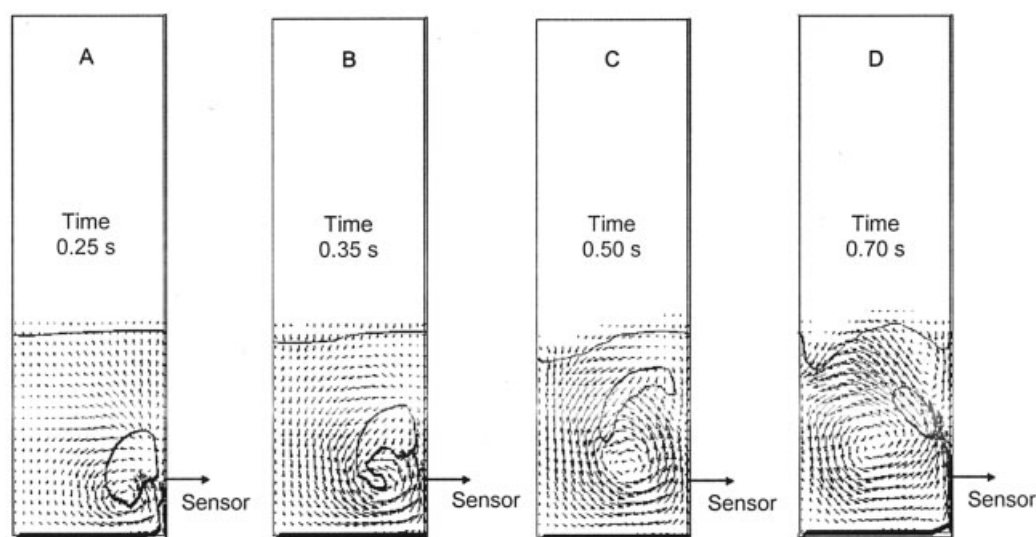 A
Time
0.25 s
Sensor
B
Time
0.35 s
Sensor
C
Time
0.50 s
Sensor
D
Time
0.70 s
Sensor